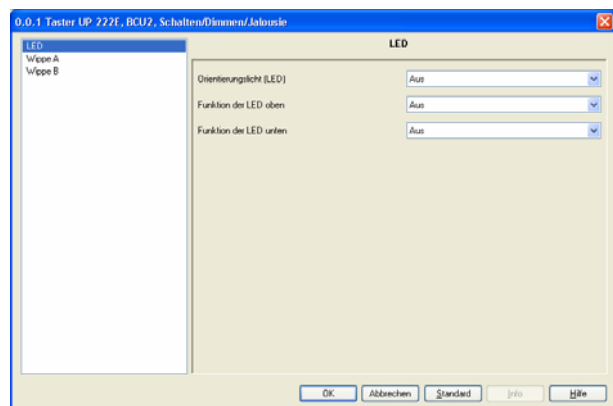 0.0.1 Taster UP 222E, BCU2, Schalten/Dimmen/Jalousie
LED
Wippe A
Wippe B
LED
Orientierungslicht (LED) Aus
Funktion der LED oben Aus
Funktion der LED unten Aus
OK Abbrechen Standard Info Hilfe